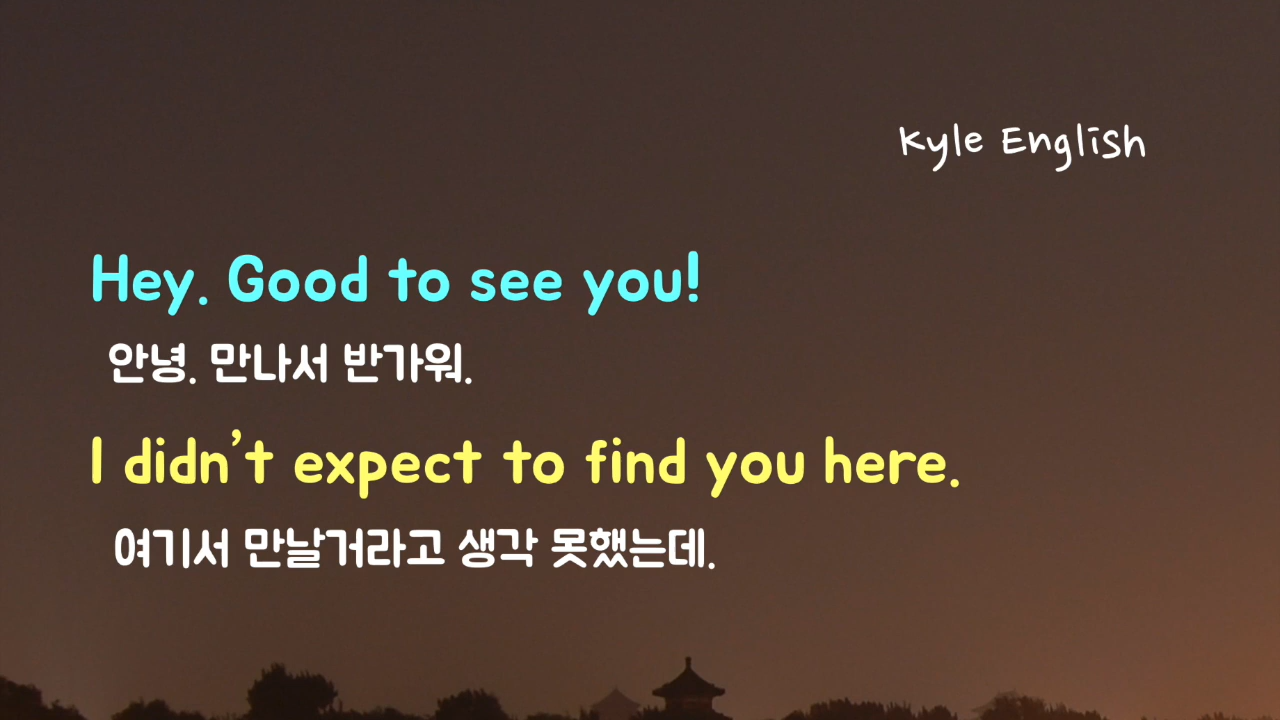 Kyle English
Hey. Good to see you!
안녕. 만나서 반가워.
I didn’t expect to find you here.
여기서 만날거라고 생각 못했는데.